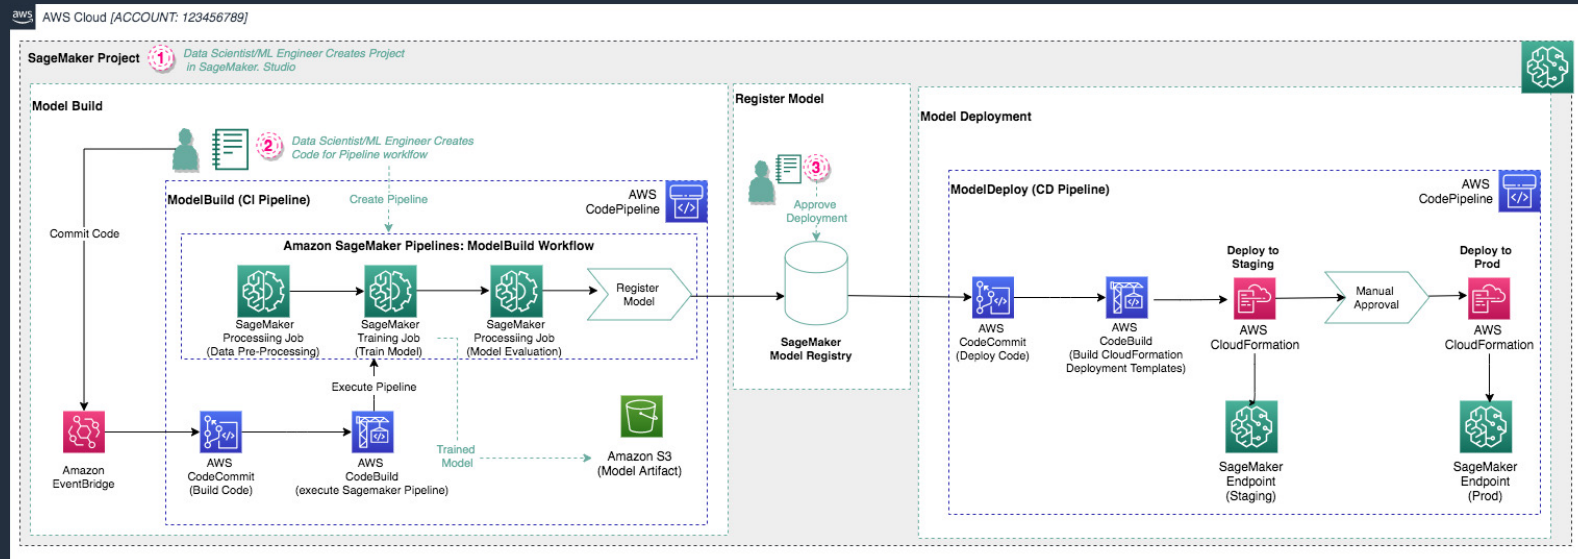 aws
AWS Cloud [ACCOUNT: 123456789]
SageMaker Project
1
Data Scientist/ML Engineer Creates Project
in SageMaker. Studio
Model Build
2
Data Scientist/ML Engineer Creates
Code for Pipeline worklfow
Commit Code
ModelBuild (CI Pipeline)
Create Pipeline
AWS
CodePipeline
Amazon SageMaker Pipelines: ModelBuild Workflow
SageMaker
Processiing Job
(Data Pre-Processing)
SageMaker
Training Job
(Train Model)
SageMaker
Processiing Job
(Model Evaluation)
Register
Model
Execute Pipeline
Amazon
EventBridge
AWS
CodeCommit
(Build Code)
AWS
CodeBuild
(execute Sagemaker Pipeline)
Trained
Model
Amazon S3
(Model Artifact)
Register Model
3
Approve
Deployment
SageMaker
Model Registry
Model Deployment
ModelDeploy (CD Pipeline)
AWS
CodePipeline
AWS
CodeCommit
(Deploy Code)
AWS
CodeBuild
(Build CloudFormation
Deployment Templates)
Deploy to
Staging
AWS
CloudFormation
Manual
Approval
Deploy to
Prod
AWS
CloudFormation
SageMaker
Endpoint
(Staging)
SageMaker
Endpoint
(Prod)